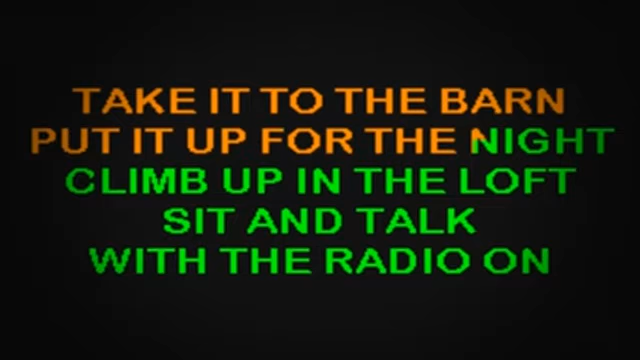 TAKE IT TO THE BARN
PUT IT UP FOR THE NIGHT
CLIMB UP IN THE LOFT
SIT AND TALK
WITH THE RADIO ON